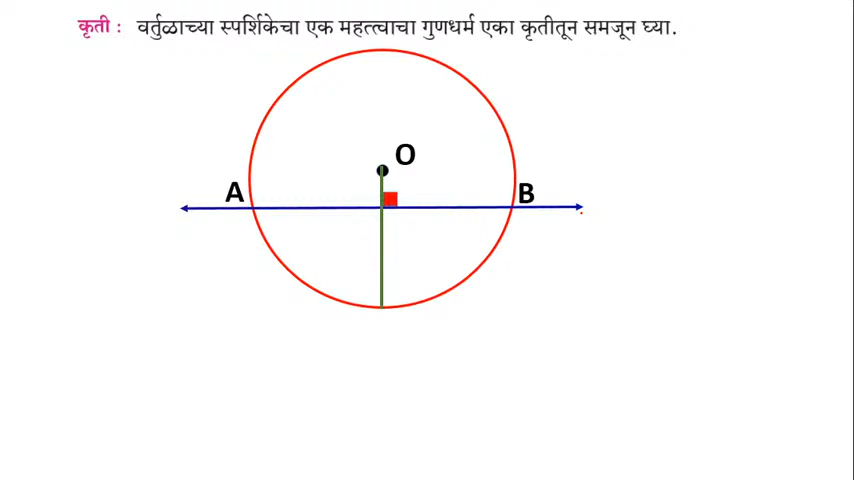 कृती : वर्तुळाच्या स्पर्शिकेचा एक महत्त्वाचा गुणधर्म एका कृतीतून समजून घ्या.
O
A
B